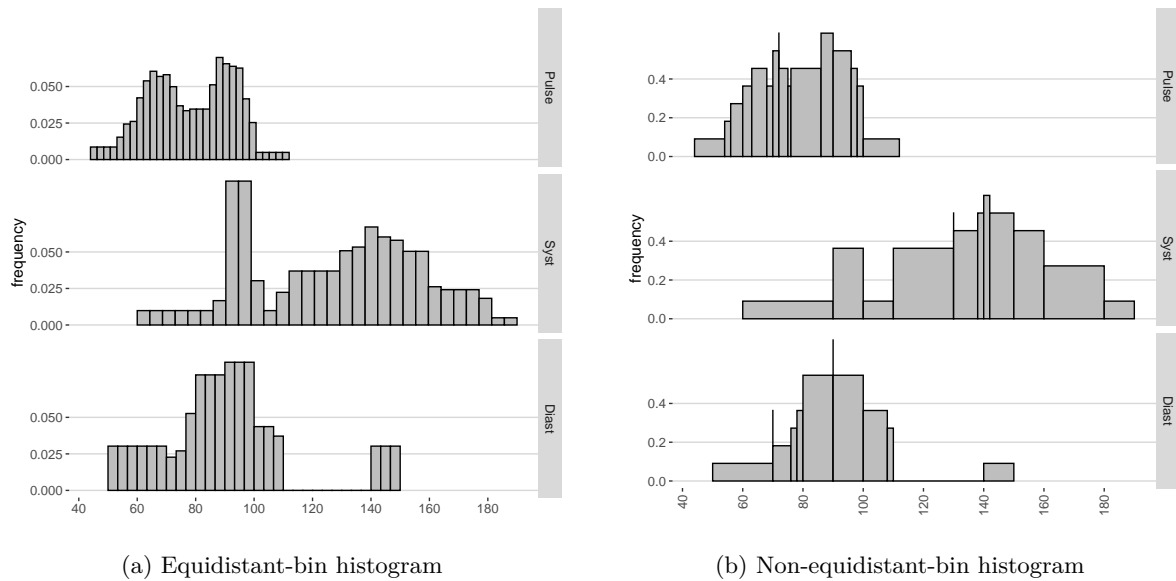 0.050
0.025
0.000
Pulse
0.050
0.025
0.000
Syst
0.050
0.025
0.000
Diast
frequency
40 60 80 100 120 140 160 180
(a) Equidistant-bin histogram
0.4
0.2
0.0
Pulse
0.4
0.2
0.0
Syst
0.4
0.2
0.0
Diast
frequency
40 60 80 100 120 140 160 180
(b) Non-equidistant-bin histogram